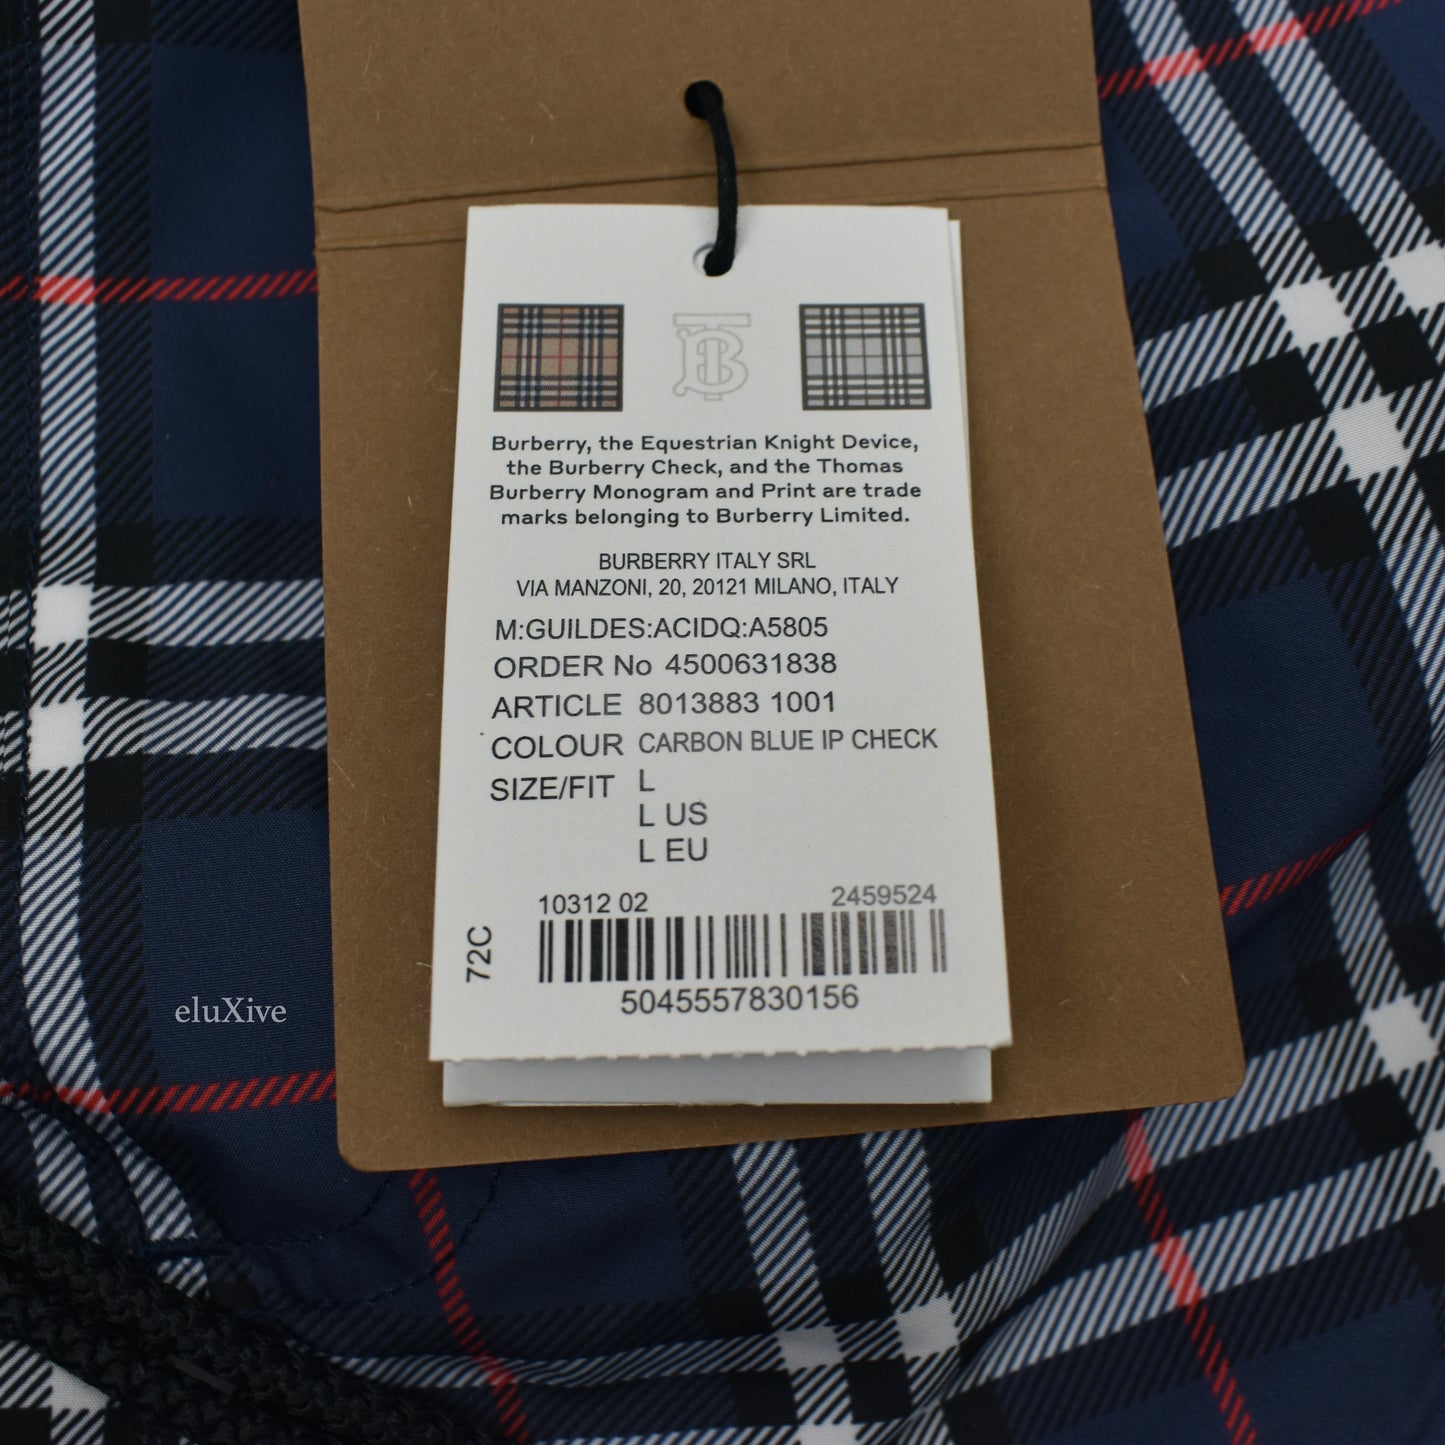 Burberry, the Equestrian Knight Device,
the Burberry Check, and the Thomas
Burberry Monogram and Print are trade
marks belonging to Burberry Limited.
BURBERRY ITALY SRL
VIA MANZONI, 20, 20121 MILANO, ITALY
M:GUILDES:ACIDQ:A5805
ORDER No 4500631838
ARTICLE 8013883 1001
COLOUR CARBON BLUE IP CHECK
SIZE/FIT L
L US
L EU
10312 02 2459524
72C
5045557830156
eluXive